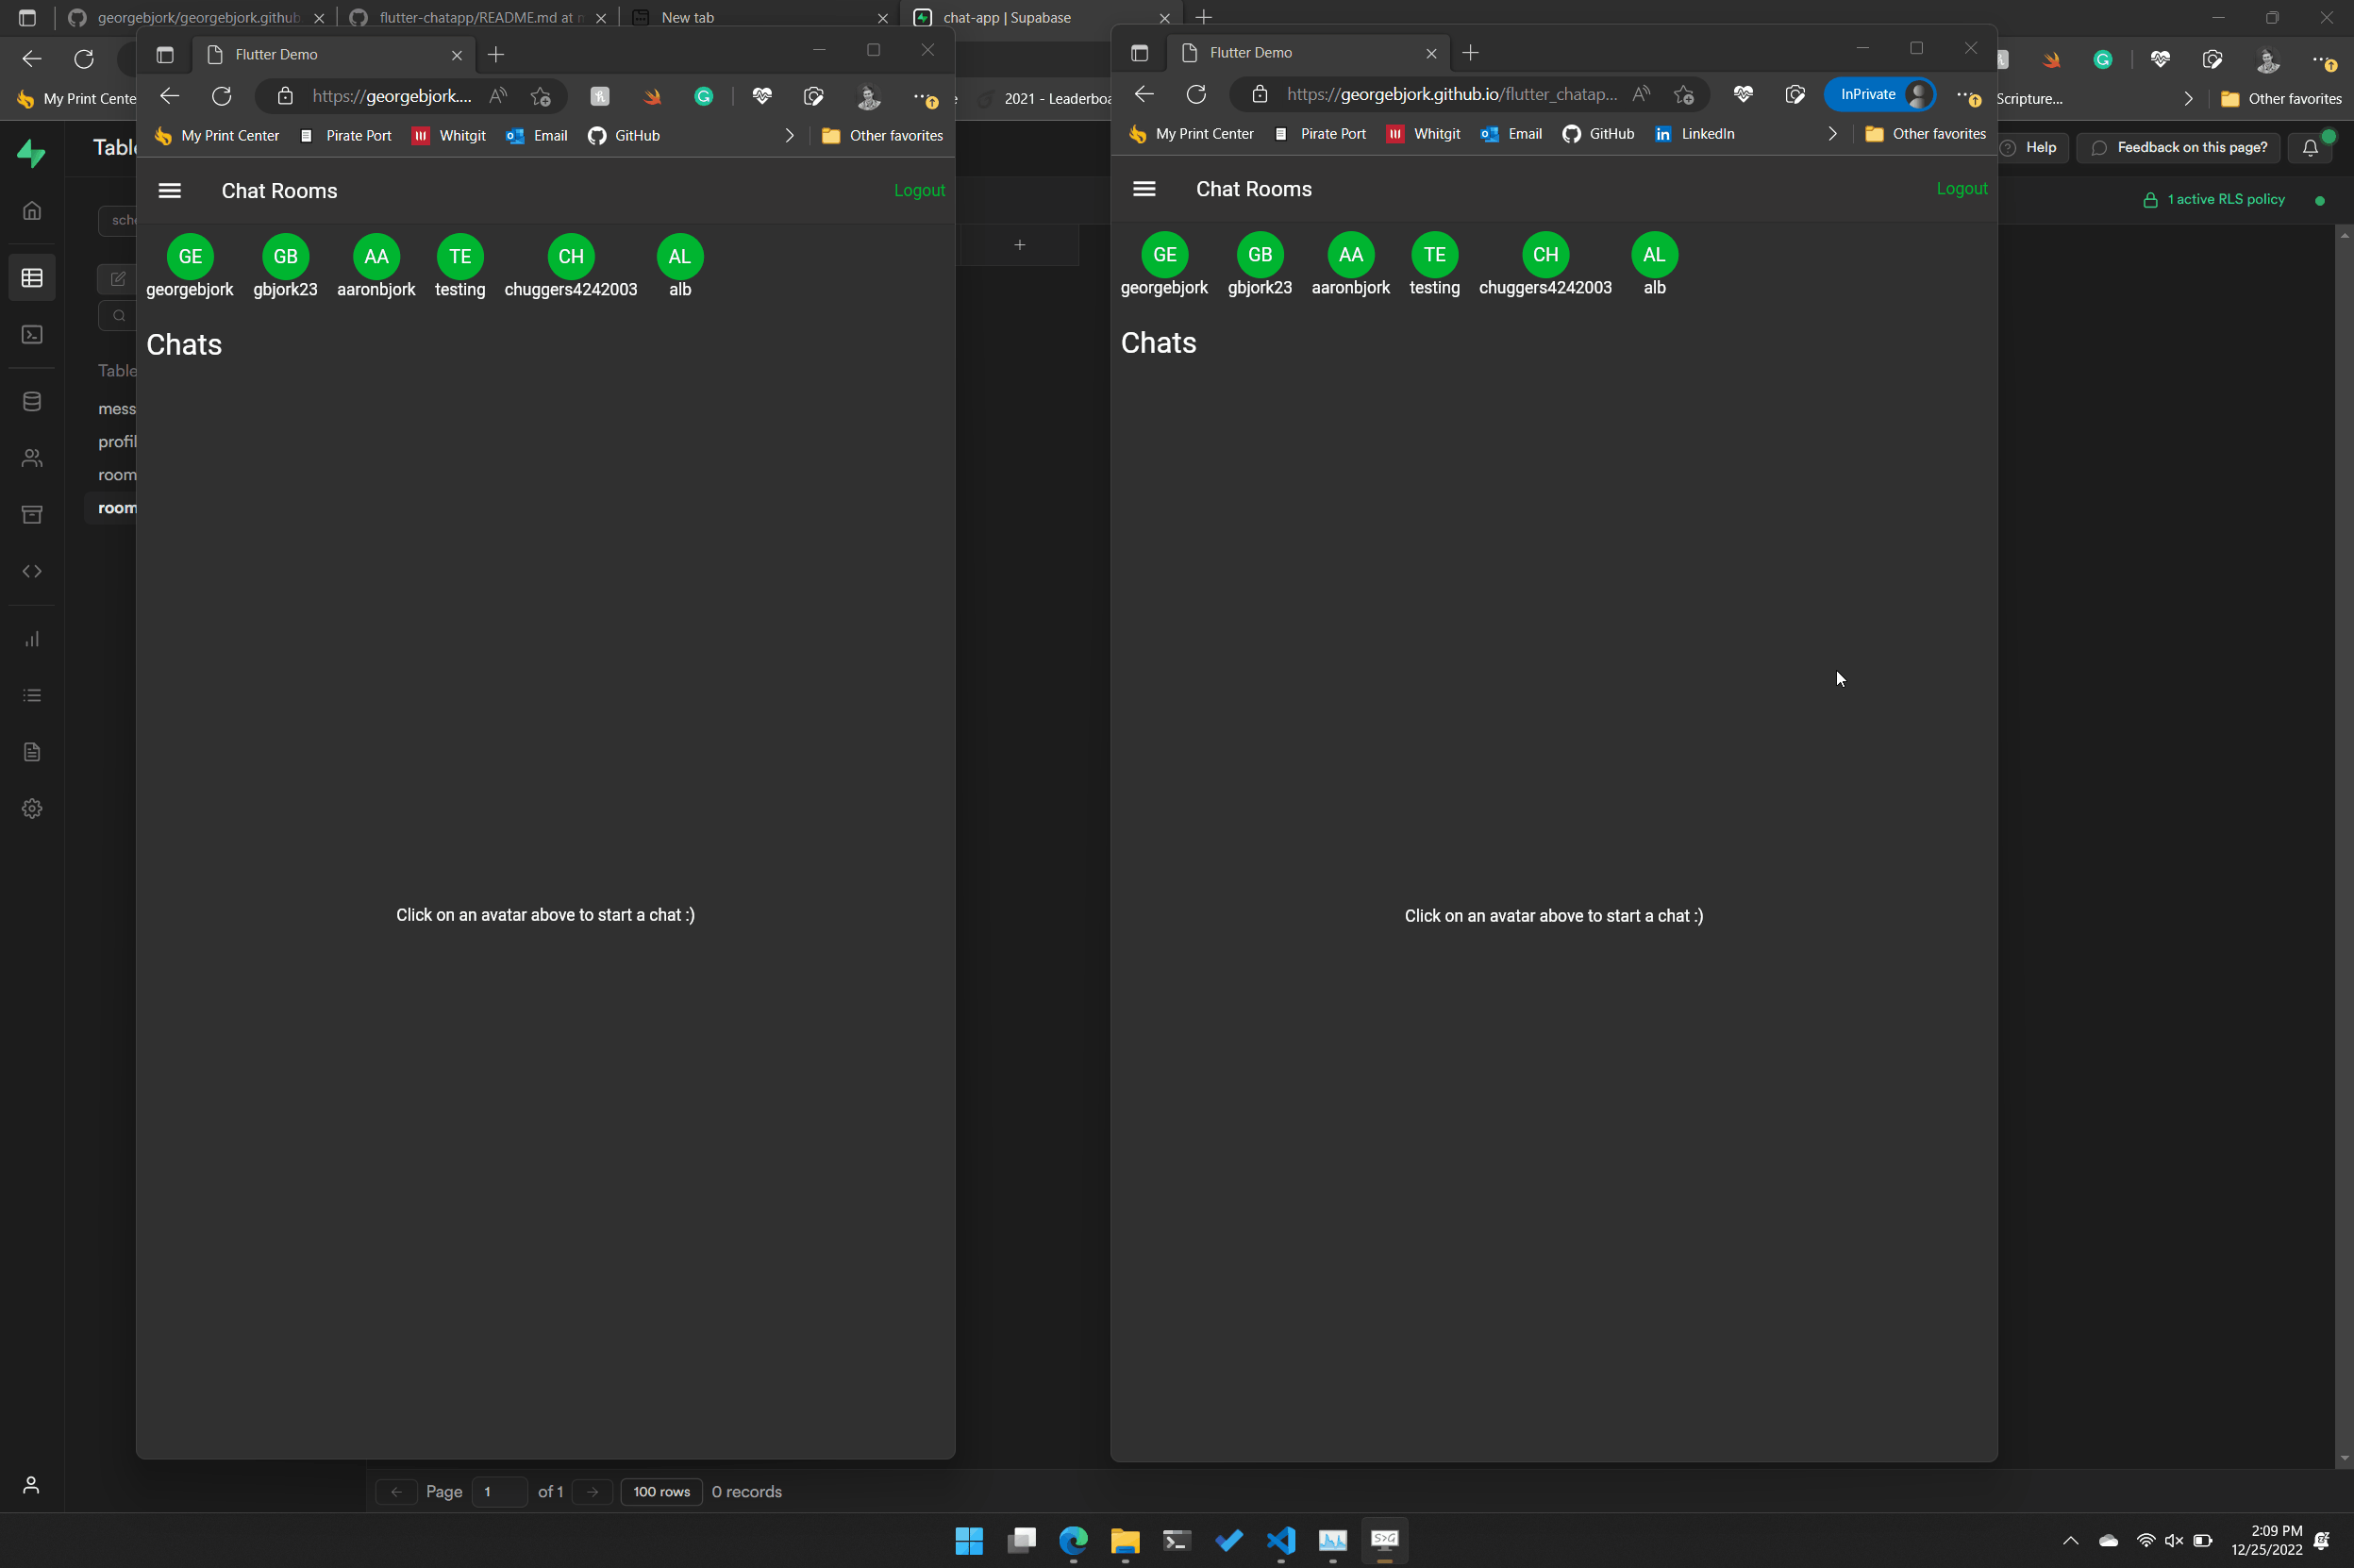 georgebjork/georgebjork.github
flutter-chatapp/README.md at
New tab
chat-app | Supabase
My Print Cente
2021 - Leaderboa
Scripture...
Other favorites
Table
Help
Feedback on this page?
sche
1 active RLS policy
Table
mess
profil
room
room
Flutter Demo
https://georgebjork....
My Print Center
Pirate Port
Whitgit
Email
GitHub
Other favorites
Chat Rooms
Logout
GE
GB
AA
TE
CH
AL
georgebjork
gbjork23
aaronbjork
testing
chuggers4242003
alb
Chats
Click on an avatar above to start a chat :)
Flutter Demo
https://georgebjork.github.io/flutter_chatap...
InPrivate
My Print Center
Pirate Port
Whitgit
Email
GitHub
LinkedIn
Other favorites
Chat Rooms
Logout
GE
GB
AA
TE
CH
AL
georgebjork
gbjork23
aaronbjork
testing
chuggers4242003
alb
Chats
Click on an avatar above to start a chat :)
Page
1
of 1
100 rows
0 records
S>G
2:09 PM
12/25/2022